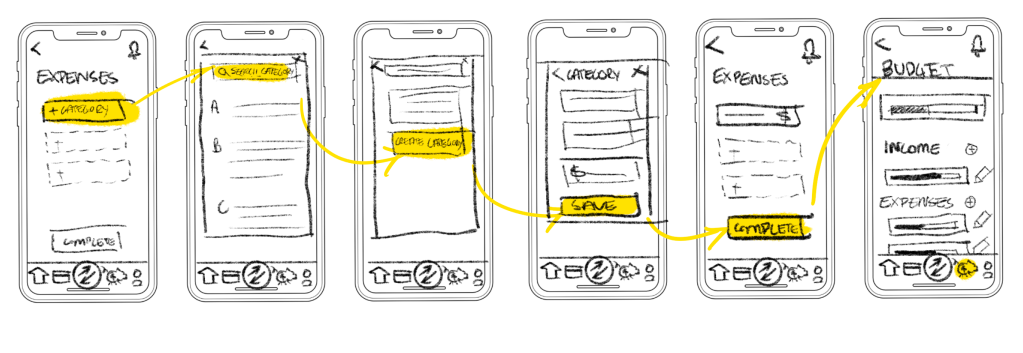 EXPENSES
+ CATEGORY
+
+
COMPLETE
SEARCH CATEGORY
A
B
C
CREATE CATEGORY
CATEGORY
$
SAVE
EXPENSES
$
+
+
COMPLETE
BUDGET
INCOME
EXPENSES